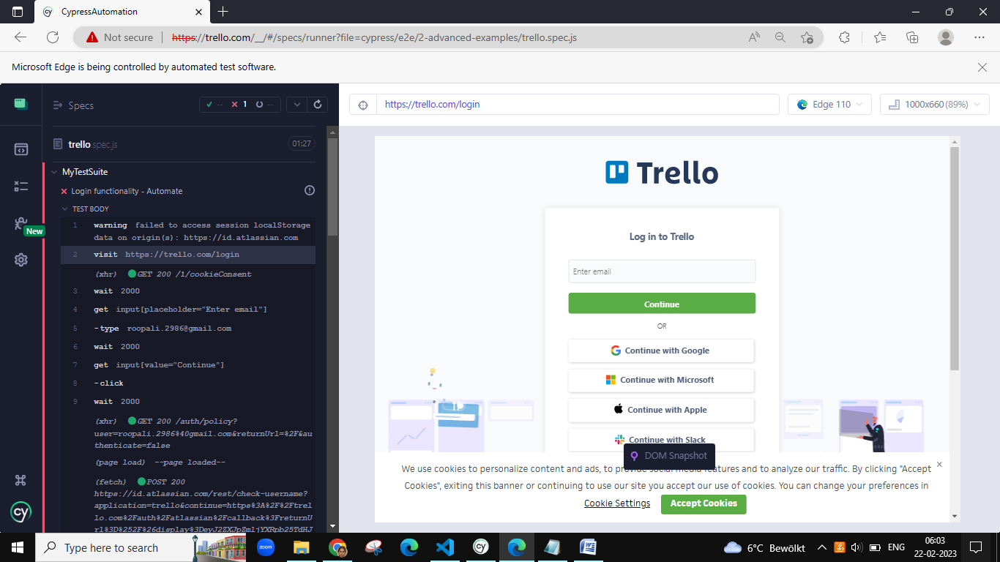 CypressAutomation
Not secure
https://trello.com/__/#/specs/runner?file=cypress/e2e/2-advanced-examples/trello.spec.js
Microsoft Edge is being controlled by automated test software.
Specs
-- 1 --
https://trello.com/login
Edge 110
1000x660 (89%)
trello.spec.js
01:27
MyTestSuite
Login functionality - Automate
TEST BODY
1 warning failed to access session localStorage
data on origin(s): https://id.atlassian.com
2 visit https://trello.com/login
(xhr) GET 200 /1/cookieConsent
3 wait 2000
4 get input[placeholder="Enter email"]
5 -type roopali.2986@gmail.com
6 wait 2000
7 get input[value="Continue"]
8 -click
9 wait 2000
(xhr) GET 200 /auth/policy?
user=roopali.2986%40gmail.com&returnUrl=%2F&au
thenticate=false
(page load) --page loaded--
(fetch) POST 200
https://id.atlassian.com/rest/check-username?
application=trello&continue=https%3A%2F%2Ftrel
lo.com%2Fauth%2Fatlassian%2Fcallback%3FreturnU
rl%3D%252F%26display%3DeyJ2ZXJpZmljYXRpb25TdHJ
New
cy
Trello
Log in to Trello
Enter email
Continue
OR
Continue with Google
Continue with Microsoft
Continue with Apple
Continue with Slack
DOM Snapshot
We use cookies to personalize content and ads, to provide social media features and to analyze our traffic. By clicking "Accept
Cookies", exiting this banner or continuing to use our site you accept our use of cookies. You can change your preferences in
Cookie Settings
Accept Cookies
Type here to search
zoom
cy
6°C Bewölkt
ENG
06:03
22-02-2023